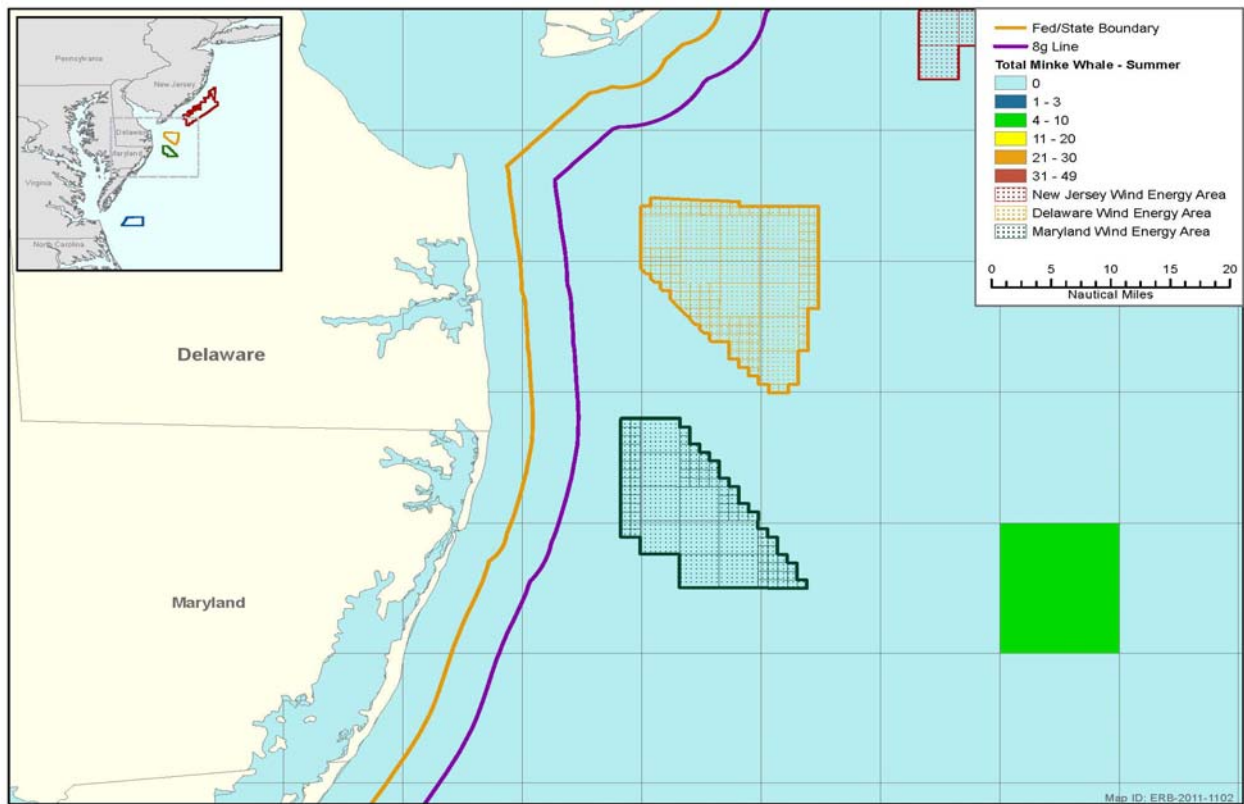 Pennsylvania
New Jersey
Delaware
Maryland
Virginia
North Carolina
Fed/State Boundary
8g Line
Total Minke Whale - Summer
0
1 - 3
4 - 10
11 - 20
21 - 30
31 - 49
New Jersey Wind Energy Area
Delaware Wind Energy Area
Maryland Wind Energy Area
0 5 10 15 20
Nautical Miles
Delaware
Maryland
Map ID: ERB-2011-1102